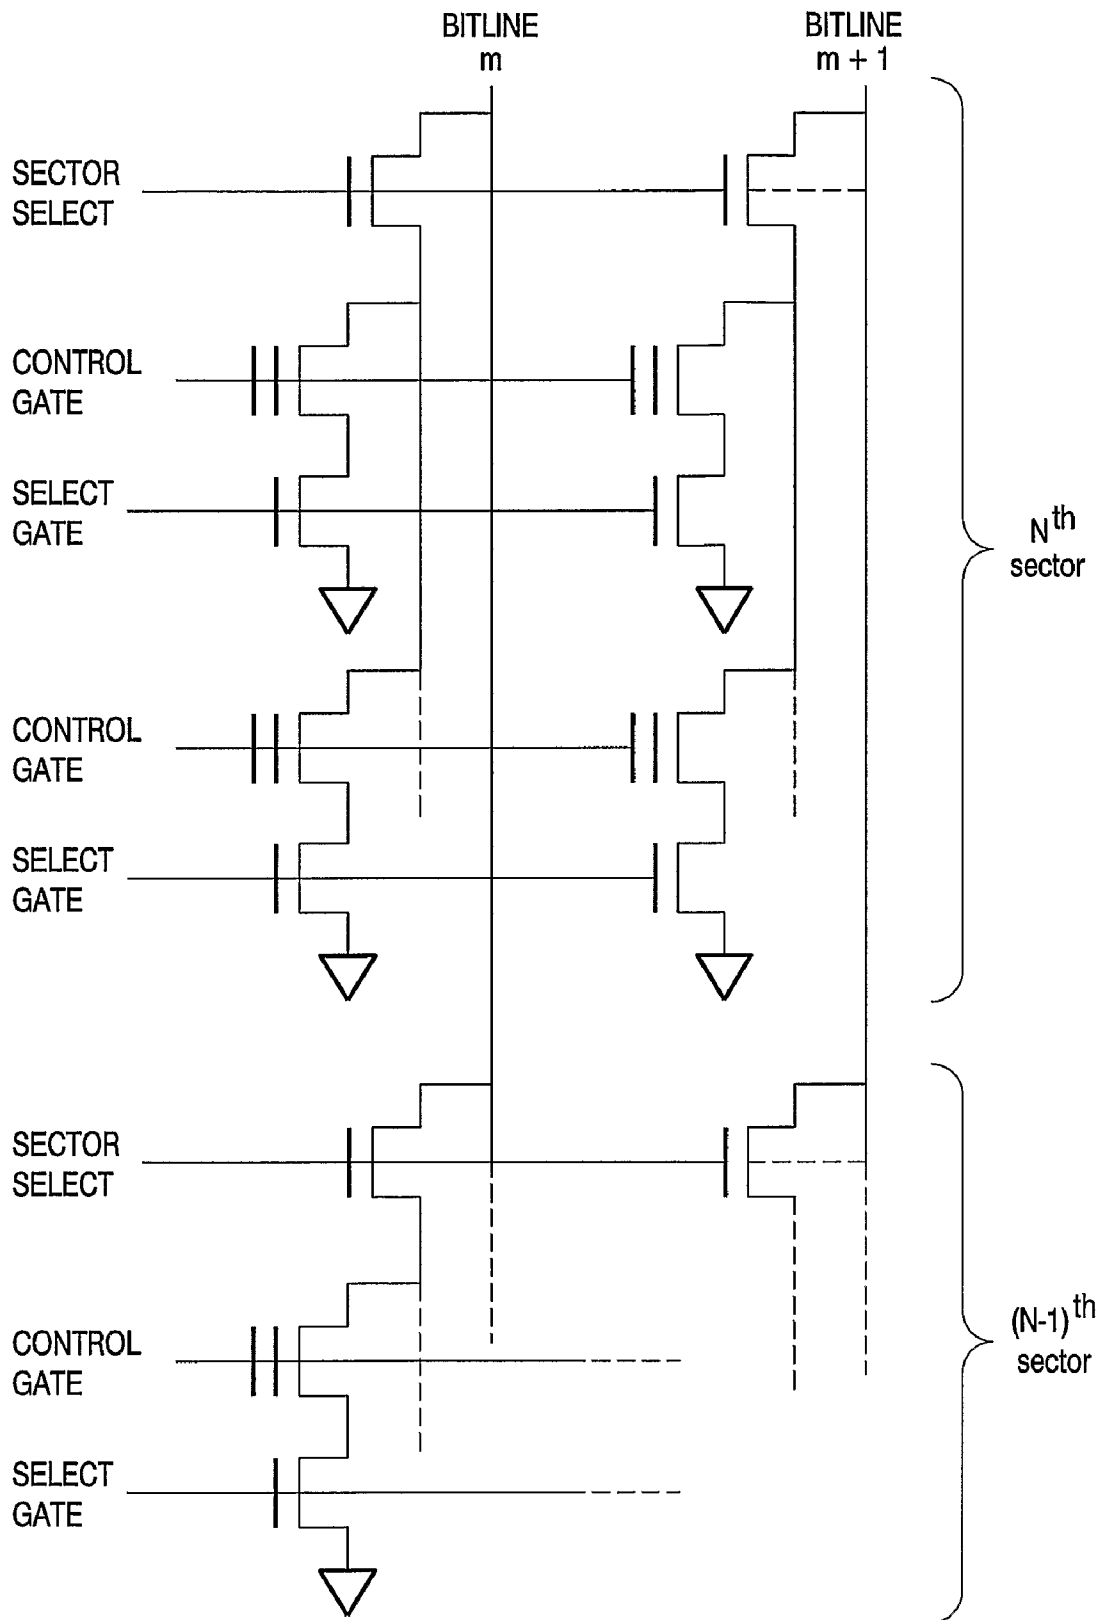 BITLINE
m
BITLINE
m + 1
SECTOR
SELECT
CONTROL
GATE
SELECT
GATE
Nth
sector
CONTROL
GATE
SELECT
GATE
SECTOR
SELECT
CONTROL
GATE
(N-1)th
sector
SELECT
GATE